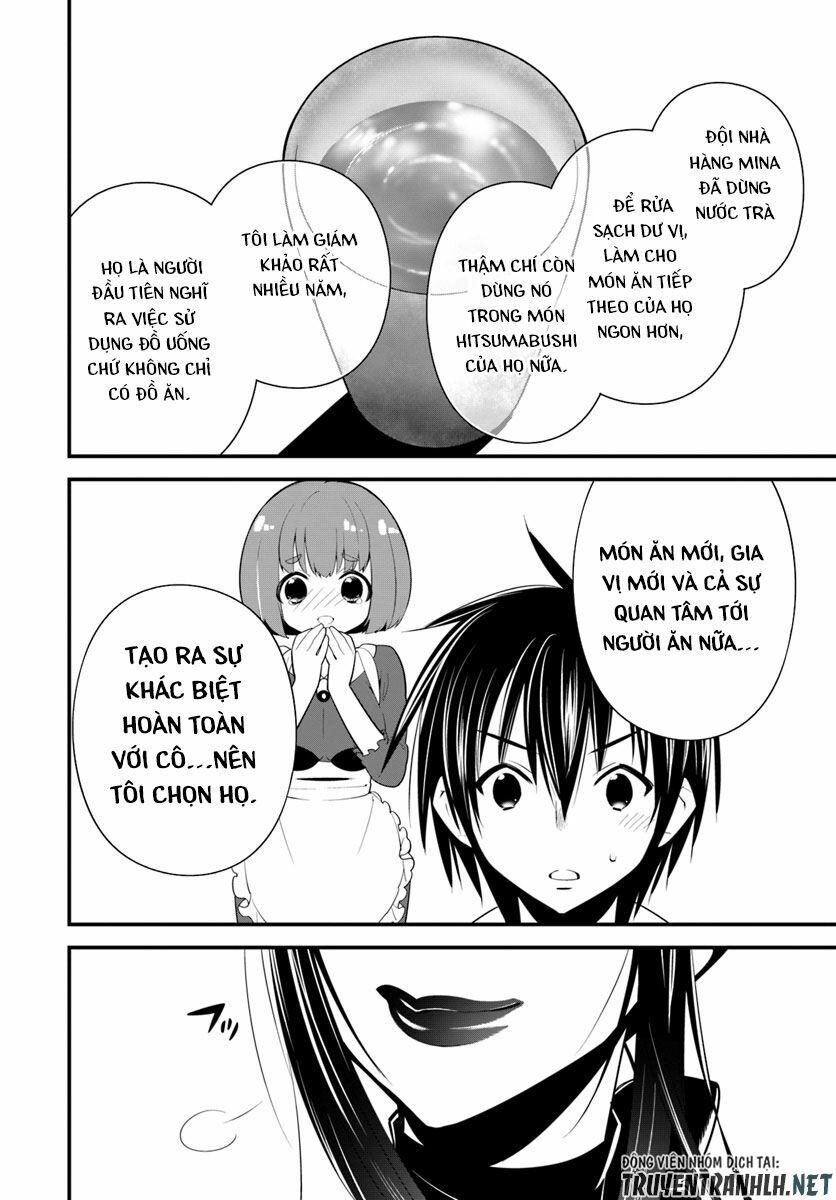 ĐỘI NHÀ
HÀNG MINA
ĐÃ DÙNG
NƯỚC TRÀ
ĐỂ RỬA
SẠCH DƯ VỊ,
LÀM CHO
MÓN ĂN TIẾP
THEO CỦA HỌ
NGON HƠN,
THẬM CHÍ CÒN
DÙNG NÓ
TRONG MÓN
HITSUMABUSHI
CỦA HỌ NỮA.
TÔI LÀM GIÁM
KHẢO RẤT
NHIỀU NĂM,
HỌ LÀ NGƯỜI
ĐẦU TIÊN NGHĨ
RA VIỆC SỬ
DỤNG ĐỒ UỐNG
CHỨ KHÔNG CHỈ
CÓ ĐỒ ĂN.
MÓN ĂN MỚI, GIA
VỊ MỚI VÀ CẢ SỰ
QUAN TÂM TỚI
NGƯỜI ĂN NỮA...
TẠO RA SỰ
KHÁC BIỆT
HOÀN TOÀN
VỚI CÔ...NÊN
TÔI CHỌN HỌ.
フッ
ĐỘNG VIÊN NHÓM DỊCH TẠI:
TRUYENTRANHLH.NET